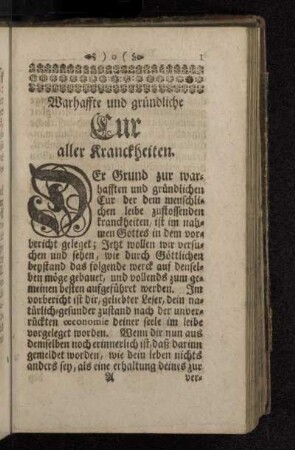 ) o ( 1
Warhaffte und gründliche
Cur
aller Kranckheiten.
DEr Grund zur war-
hafften und gründlichen
Cur der dem menschli-
chen leibe zustossenden
kranckheiten, ist im nah-
men Gottes in dem vor-
bericht geleget; Jetzt wollen wir versu-
chen und sehen, wie durch Göttlichen
beystand das folgende werck auf densel-
ben möge gebauet, und vollends zum ge-
meinen besten aufgeführet werden. Im
vorbericht ist dir, geliebter Leser, dein na-
türlich-gesunder zustand nach der unver-
rückten œconomie deiner seele im leibe
vorgeleget worden. Wenn dir nun aus
demselben noch erinnerlich ist, daß darinn
gemeldet worden, wie dein leben nichts
anders sey, als eine erhaltung deines zur
A ver-